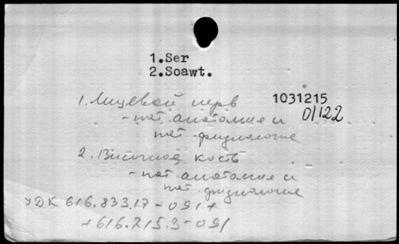 1.Ser
2.Soawt.
1. Лицевой нерв 1031215
- пат. анатомия и 01122
пат. физиология
2. Височная кость
- пат. анатомия и
пат. физиология
УДК 616.833.17-091+
+616.715.3-091